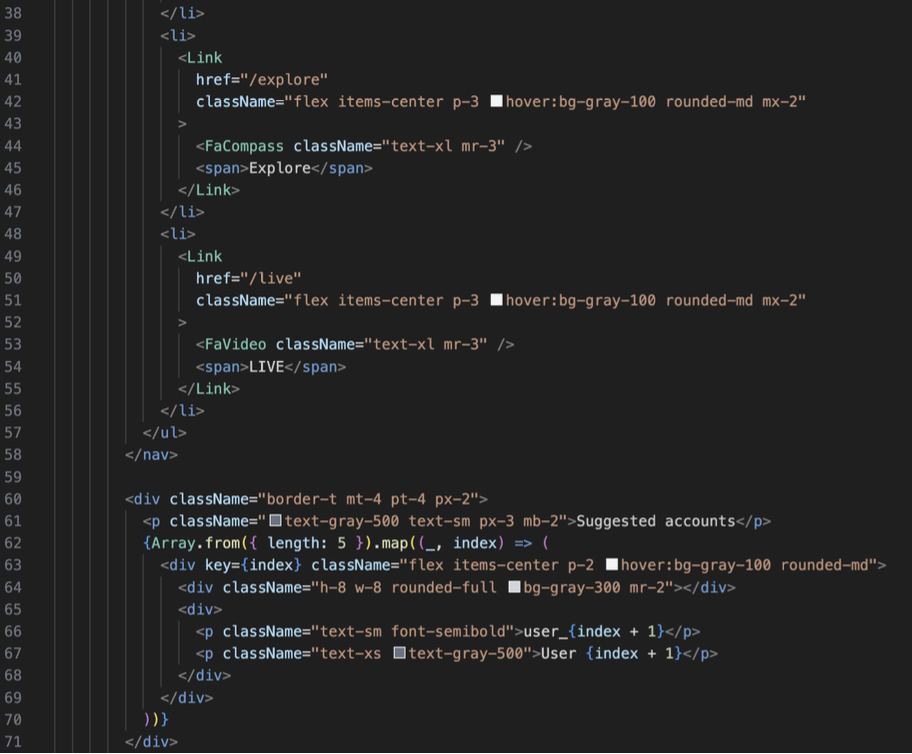 38 </li>
39 <li>
40 <Link
41 href="/explore"
42 className="flex items-center p-3 hover:bg-gray-100 rounded-md mx-2"
43 >
44 <FaCompass className="text-xl mr-3" />
45 <span>Explore</span>
46 </Link>
47 </li>
48 <li>
49 <Link
50 href="/live"
51 className="flex items-center p-3 hover:bg-gray-100 rounded-md mx-2"
52 >
53 <FaVideo className="text-xl mr-3" />
54 <span>LIVE</span>
55 </Link>
56 </li>
57 </ul>
58 </nav>
59
60 <div className="border-t mt-4 pt-4 px-2">
61 <p className="text-gray-500 text-sm px-3 mb-2">Suggested accounts</p>
62 {Array.from({ length: 5 }).map((_, index) => (
63 <div key={index} className="flex items-center p-2 hover:bg-gray-100 rounded-md">
64 <div className="h-8 w-8 rounded-full bg-gray-300 mr-2"></div>
65 <div>
66 <p className="text-sm font-semibold">user_{index + 1}</p>
67 <p className="text-xs text-gray-500">User {index + 1}</p>
68 </div>
69 </div>
70 ))}
71 </div>